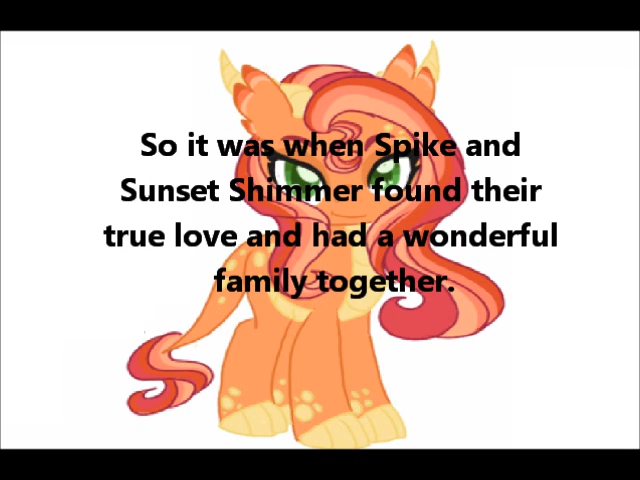 So it was when Spike and
Sunset Shimmer found their
true love and had a wonderful
family together.